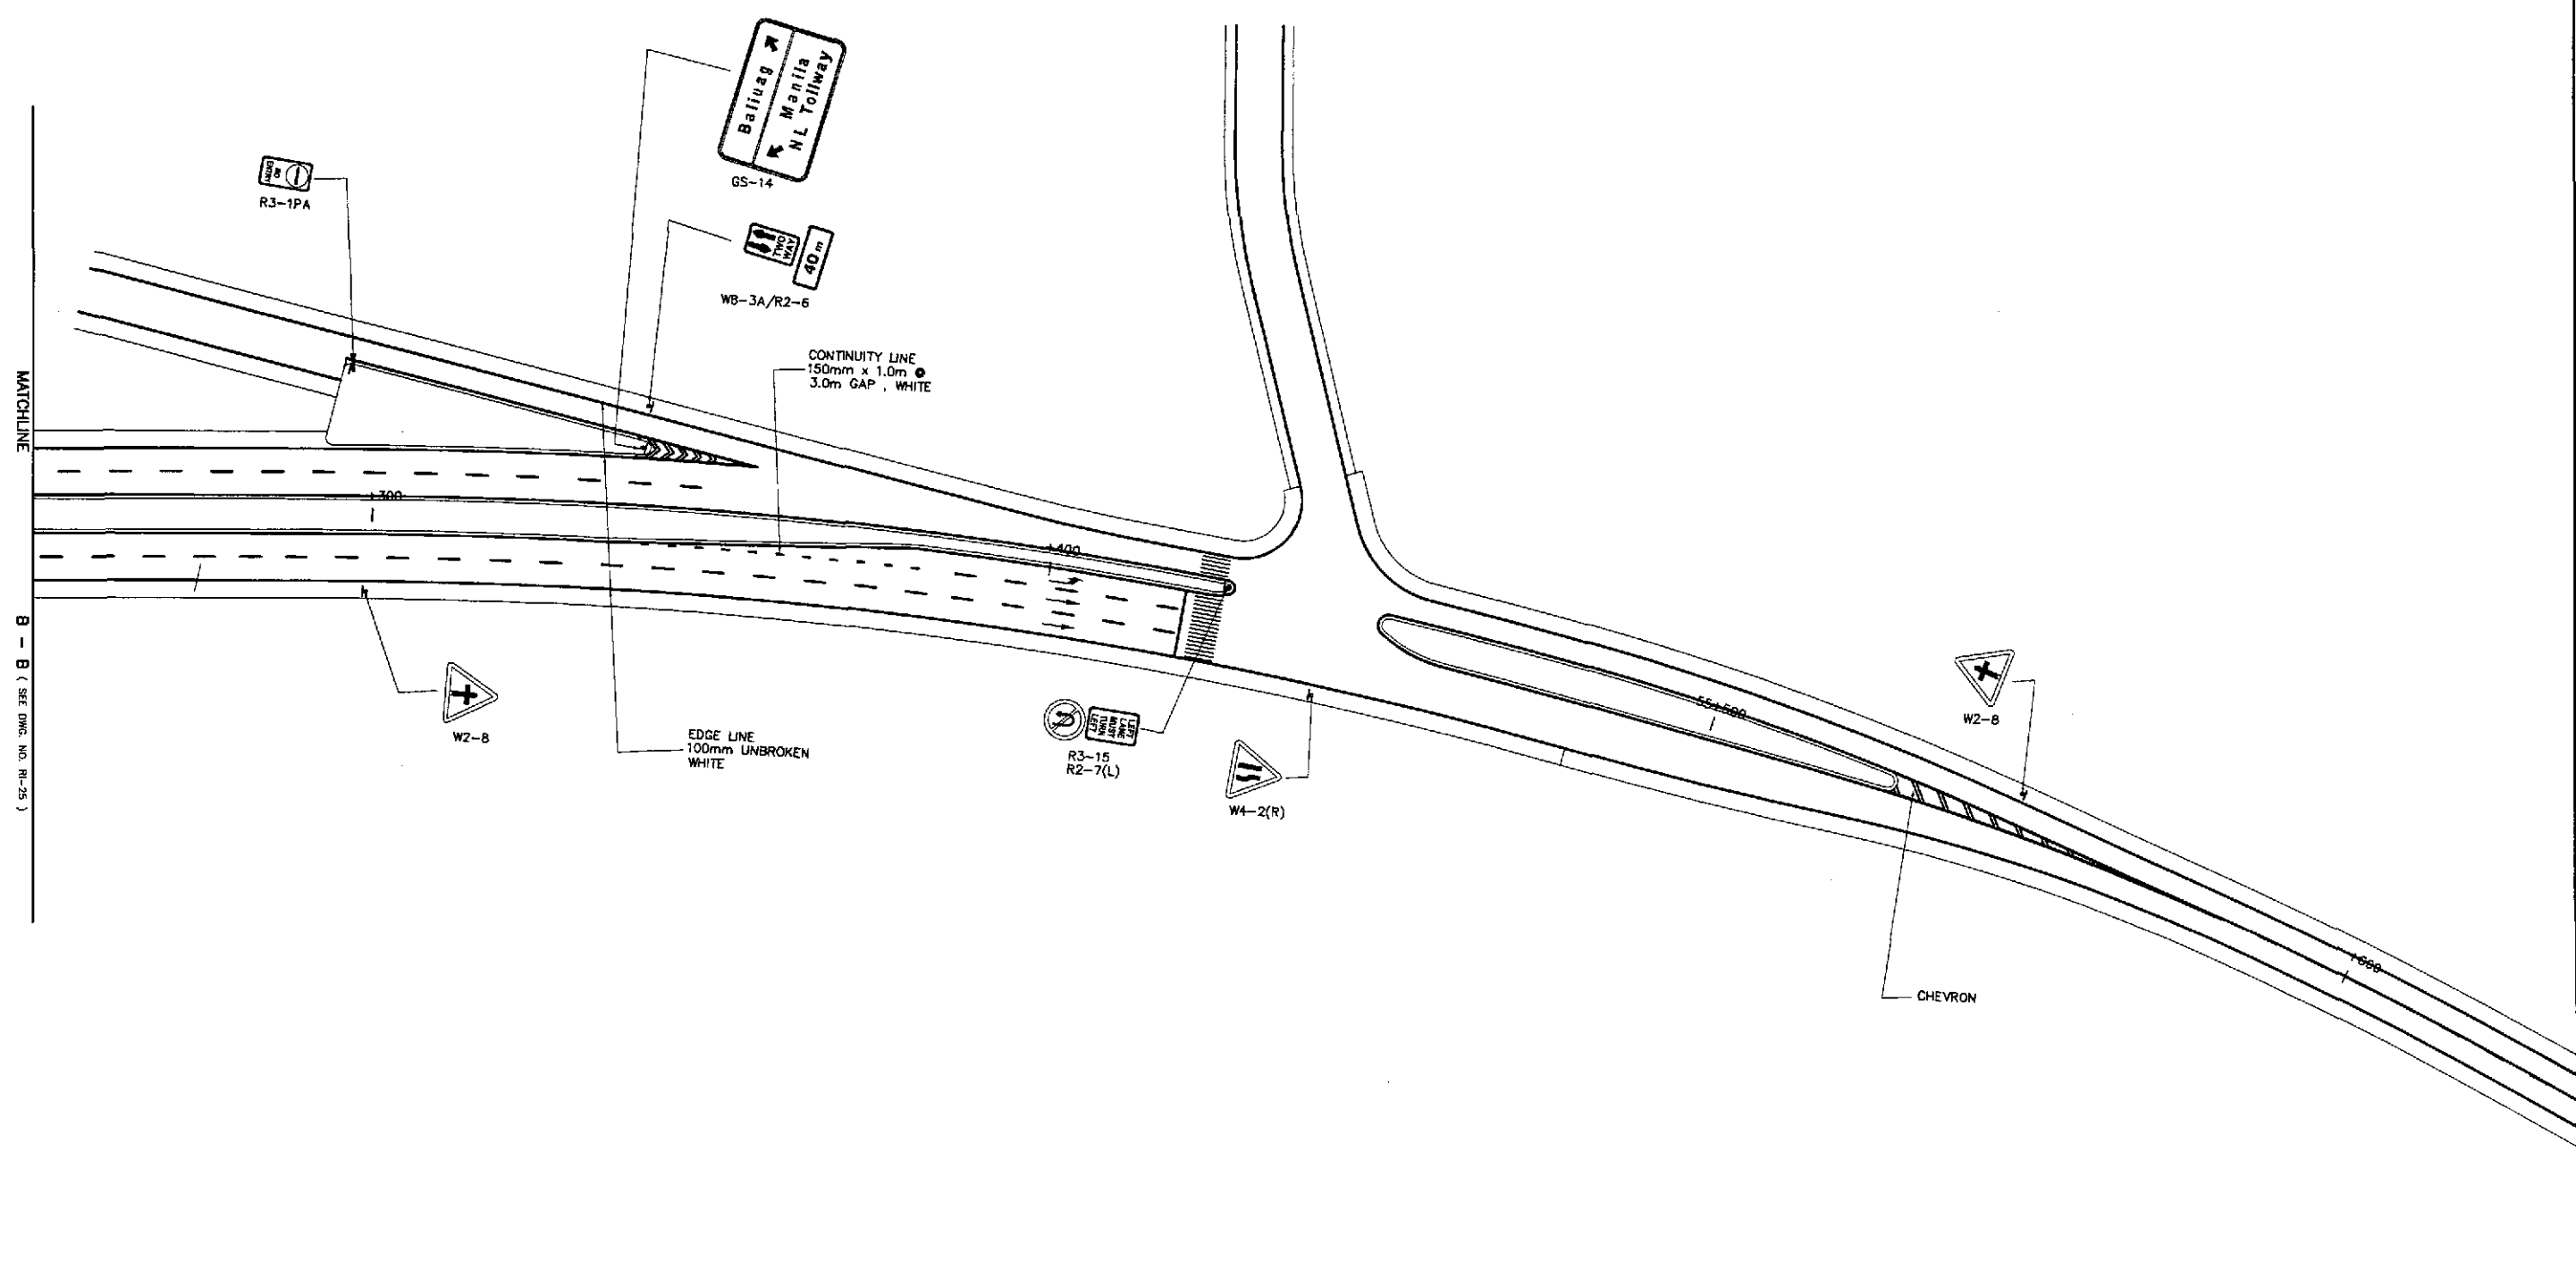 Baliuag
Manila
NL Tollway
GS-14
NO
ENTRY
R3-1PA
TWO
WAY
40 m
W8-3A/R2-6
CONTINUITY LINE
150mm x 1.0m @
3.0m GAP , WHITE
MATCHLINE
B - B ( SEE DWG. NO. RI-25 )
+300
+400
W2-8
EDGE LINE
100mm UNBROKEN
WHITE
LEFT
LANE
MUST
TURN
LEFT
R3-15
R2-7(L)
W4-2(R)
55+500
W2-8
CHEVRON
+600